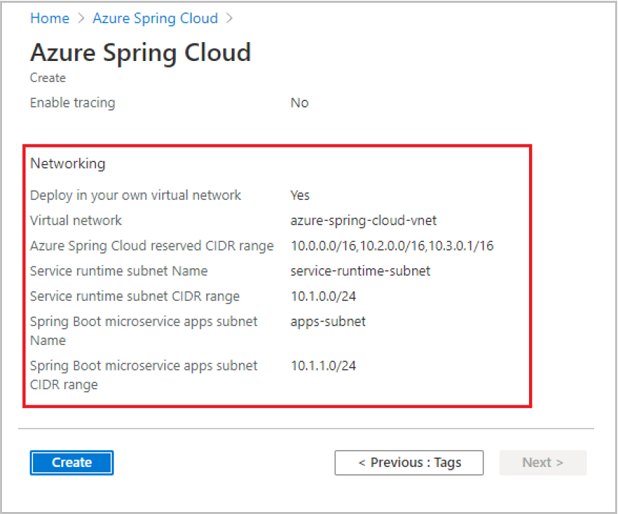 Home > Azure Spring Cloud >
Azure Spring Cloud
Create
Enable tracing No
Networking
Deploy in your own virtual network Yes
Virtual network azure-spring-cloud-vnet
Azure Spring Cloud reserved CIDR range 10.0.0.0/16,10.2.0.0/16,10.3.0.1/16
Service runtime subnet Name service-runtime-subnet
Service runtime subnet CIDR range 10.1.0.0/24
Spring Boot microservice apps subnet apps-subnet
Name
Spring Boot microservice apps subnet 10.1.1.0/24
CIDR range
Create < Previous : Tags Next >